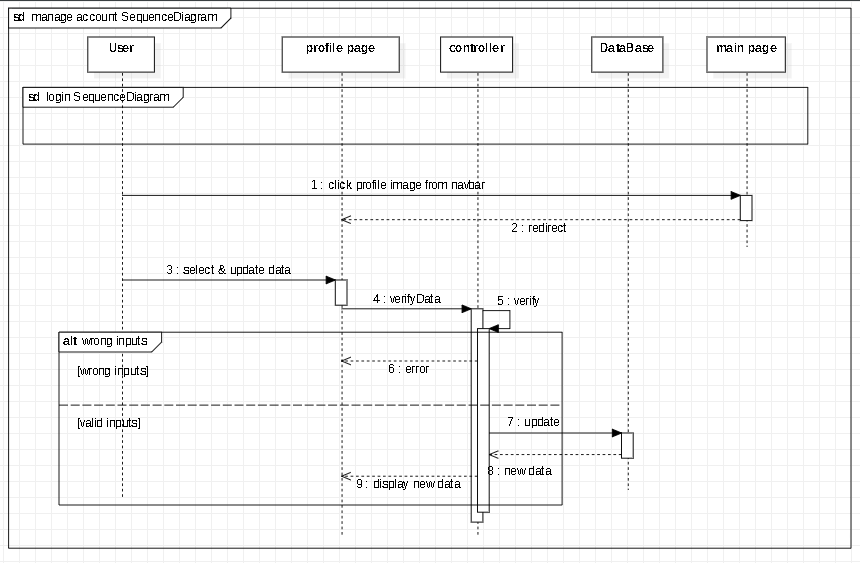 sd manage account SequenceDiagram
User
profile page
controller
DataBase
main page
sd login SequenceDiagram
1 : click profile image from navbar
2 : redirect
3 : select & update data
4 : verifyData
5 : verify
alt wrong inputs
6 : error
[wrong inputs]
7 : update
[valid inputs]
8 : new data
9 : display new data